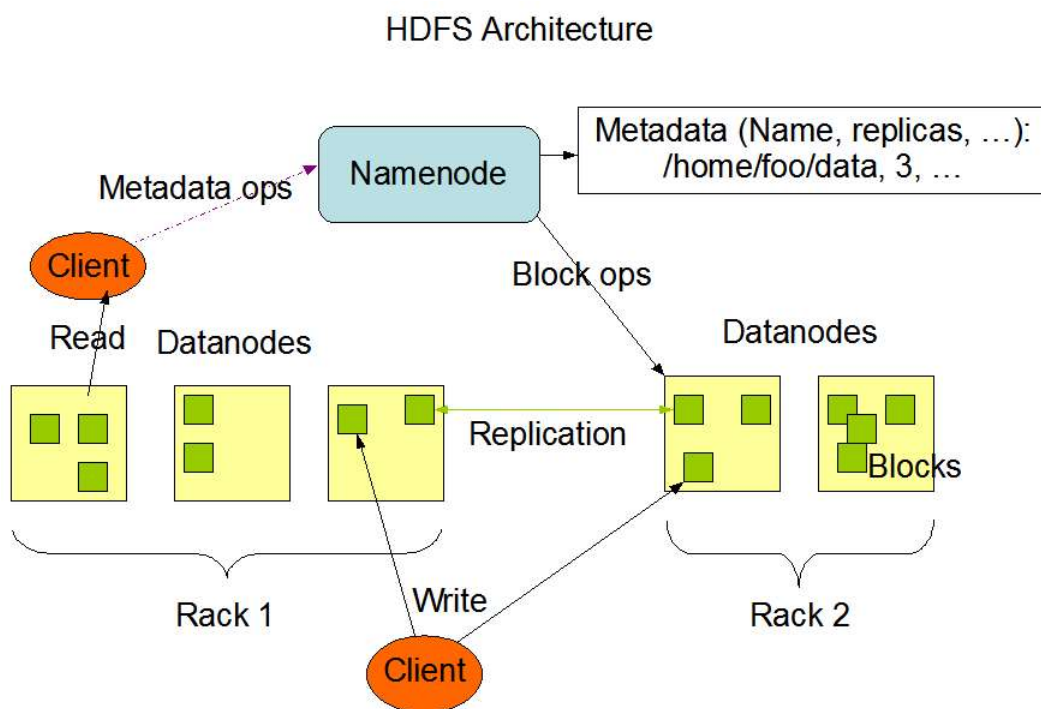 HDFS Architecture
Metadata (Name, replicas, …):
/home/foo/data, 3, …
Namenode
Metadata ops
Client
Block ops
Read
Datanodes
Datanodes
Replication
Blocks
Rack 1
Write
Rack 2
Client